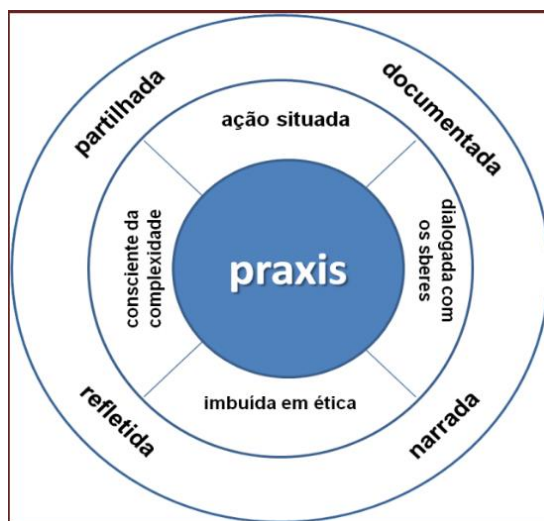 partilhada
documentada
ação situada
consciente da
complexidade
praxis
dialogada com
os sberes
imbuída em ética
refletida
narrada